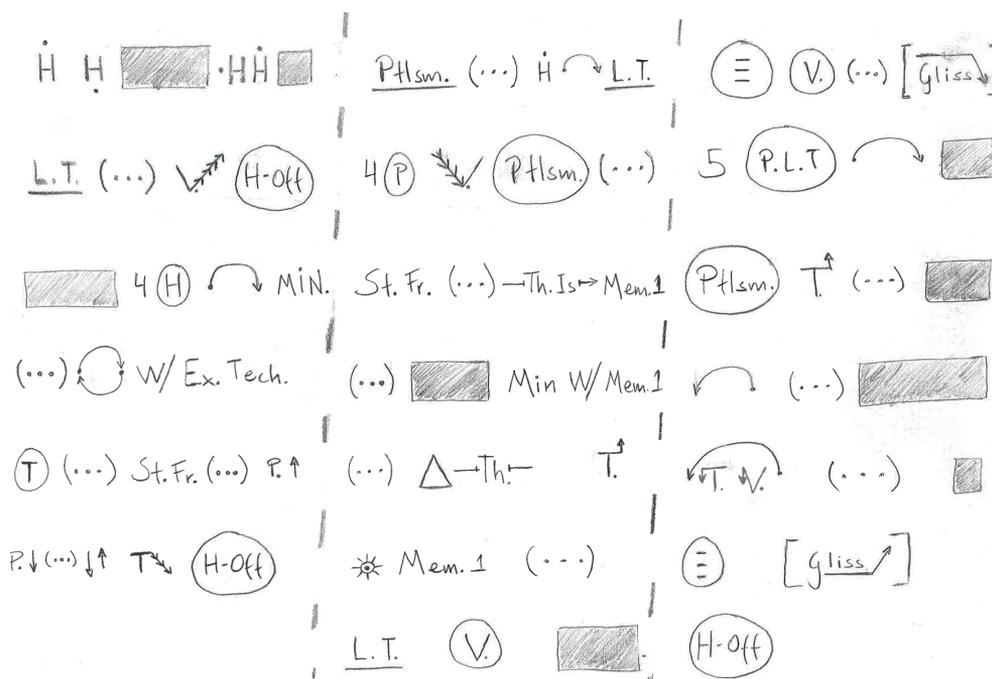 Ḣ Ḥ ·HḢ
L.T. (...) V. H-Off
4 H MIN.
(...) W/ Ex. Tech.
T (...) St. Fr. (...) P. ↑
P. ↓ (...) ↓↑ T H-Off
Ptlsm. (...) Ḣ L.T.
4 P V. Ptlsm. (...)
St. Fr. (...) Th. Is Mem.1
(...) Min W/ Mem.1
(...) △ Th. T.
Mem. 1 (...)
L.T. V.
Ξ V. (...) [Gliss]
5 P.L.T
Ptlsm. T. (...)
(...)
T. V. (...)
Ξ [Gliss]
H-Off